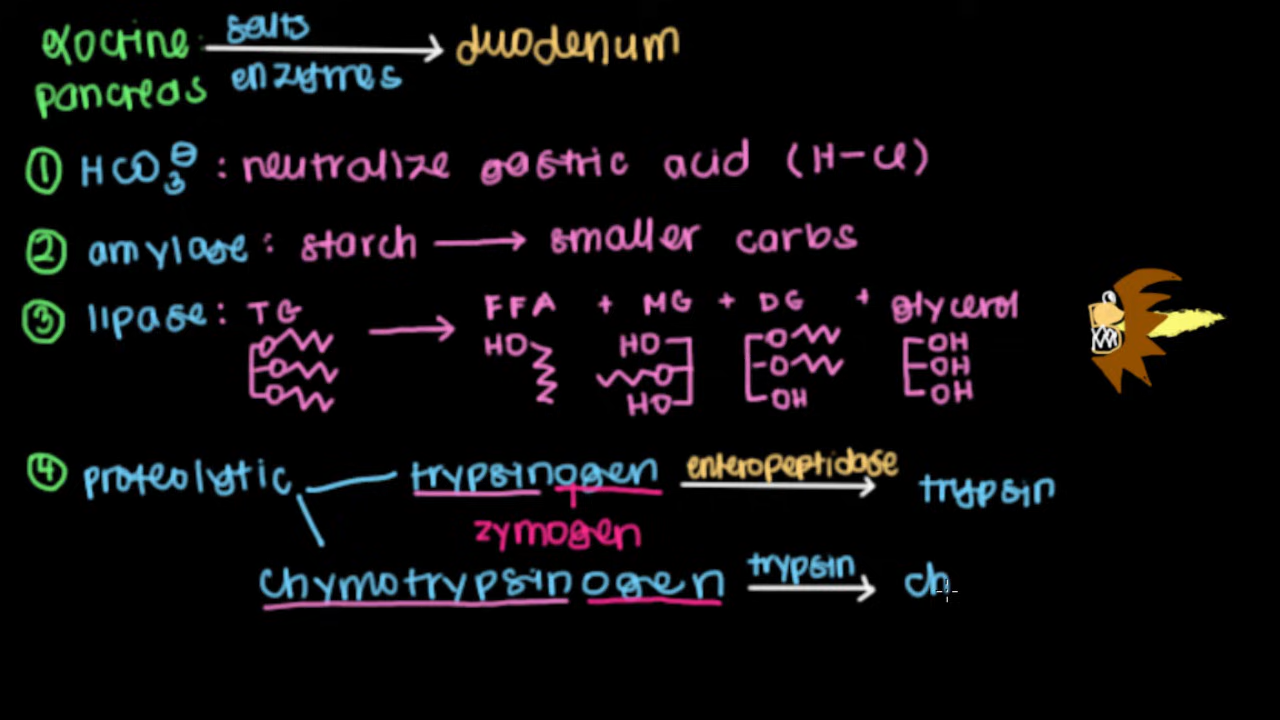 exocrine salts duodenum
pancreas enzymes
1 HCO3⊖ : neutralize gastric acid (H-Cl)
2 amylase: starch → smaller carbs
3 lipase: TG → FFA + MG + DG + glycerol
HO HO O OH
O O O OH
O HO OH OH
O
4 proteolytic trypsinogen enteropeptidase trypsin
zymogen
chymotrypsinogen trypsin ch